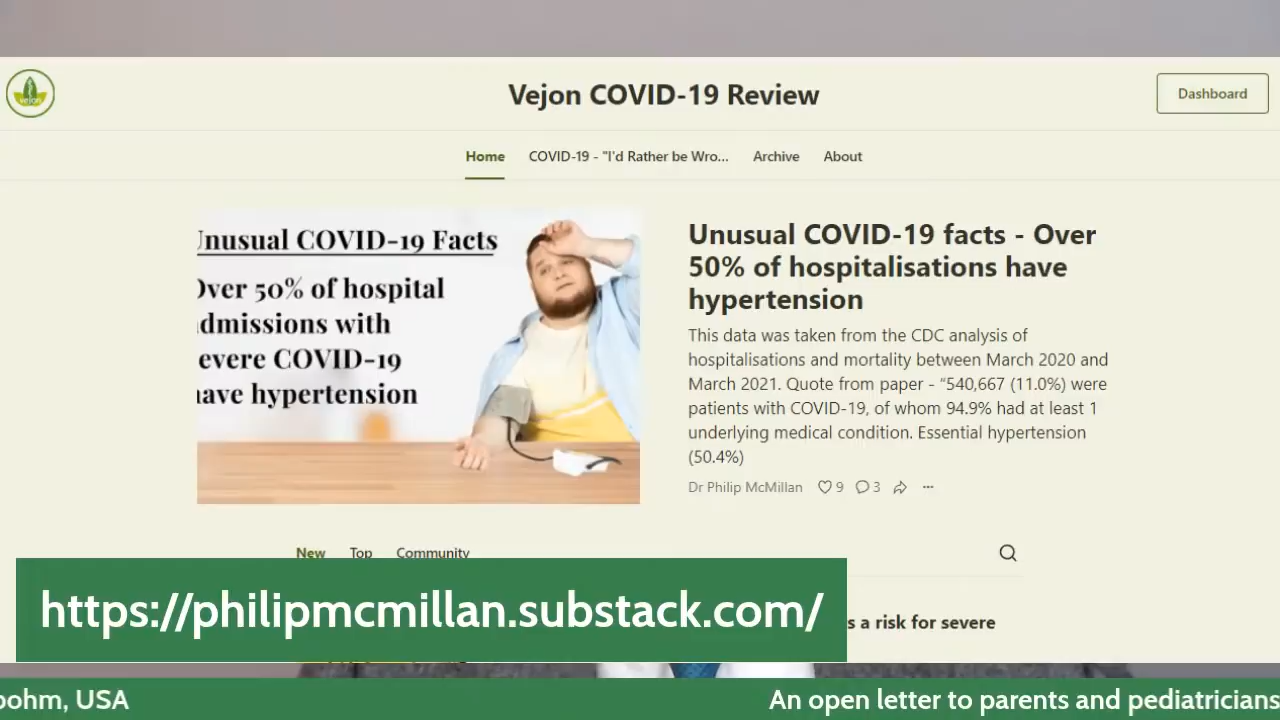 Vejon
Vejon COVID-19 Review
Dashboard
Home COVID-19 - "I'd Rather be Wro... Archive About
Unusual COVID-19 Facts
Over 50% of hospital
admissions with
severe COVID-19
have hypertension
Unusual COVID-19 facts - Over
50% of hospitalisations have
hypertension
This data was taken from the CDC analysis of
hospitalisations and mortality between March 2020 and
March 2021. Quote from paper - “540,667 (11.0%) were
patients with COVID-19, of whom 94.9% had at least 1
underlying medical condition. Essential hypertension
(50.4%)
Dr Philip McMillan 9 3
New Top Community
https://philipmcmillan.substack.com/
s a risk for severe
bohm, USA An open letter to parents and pediatricians